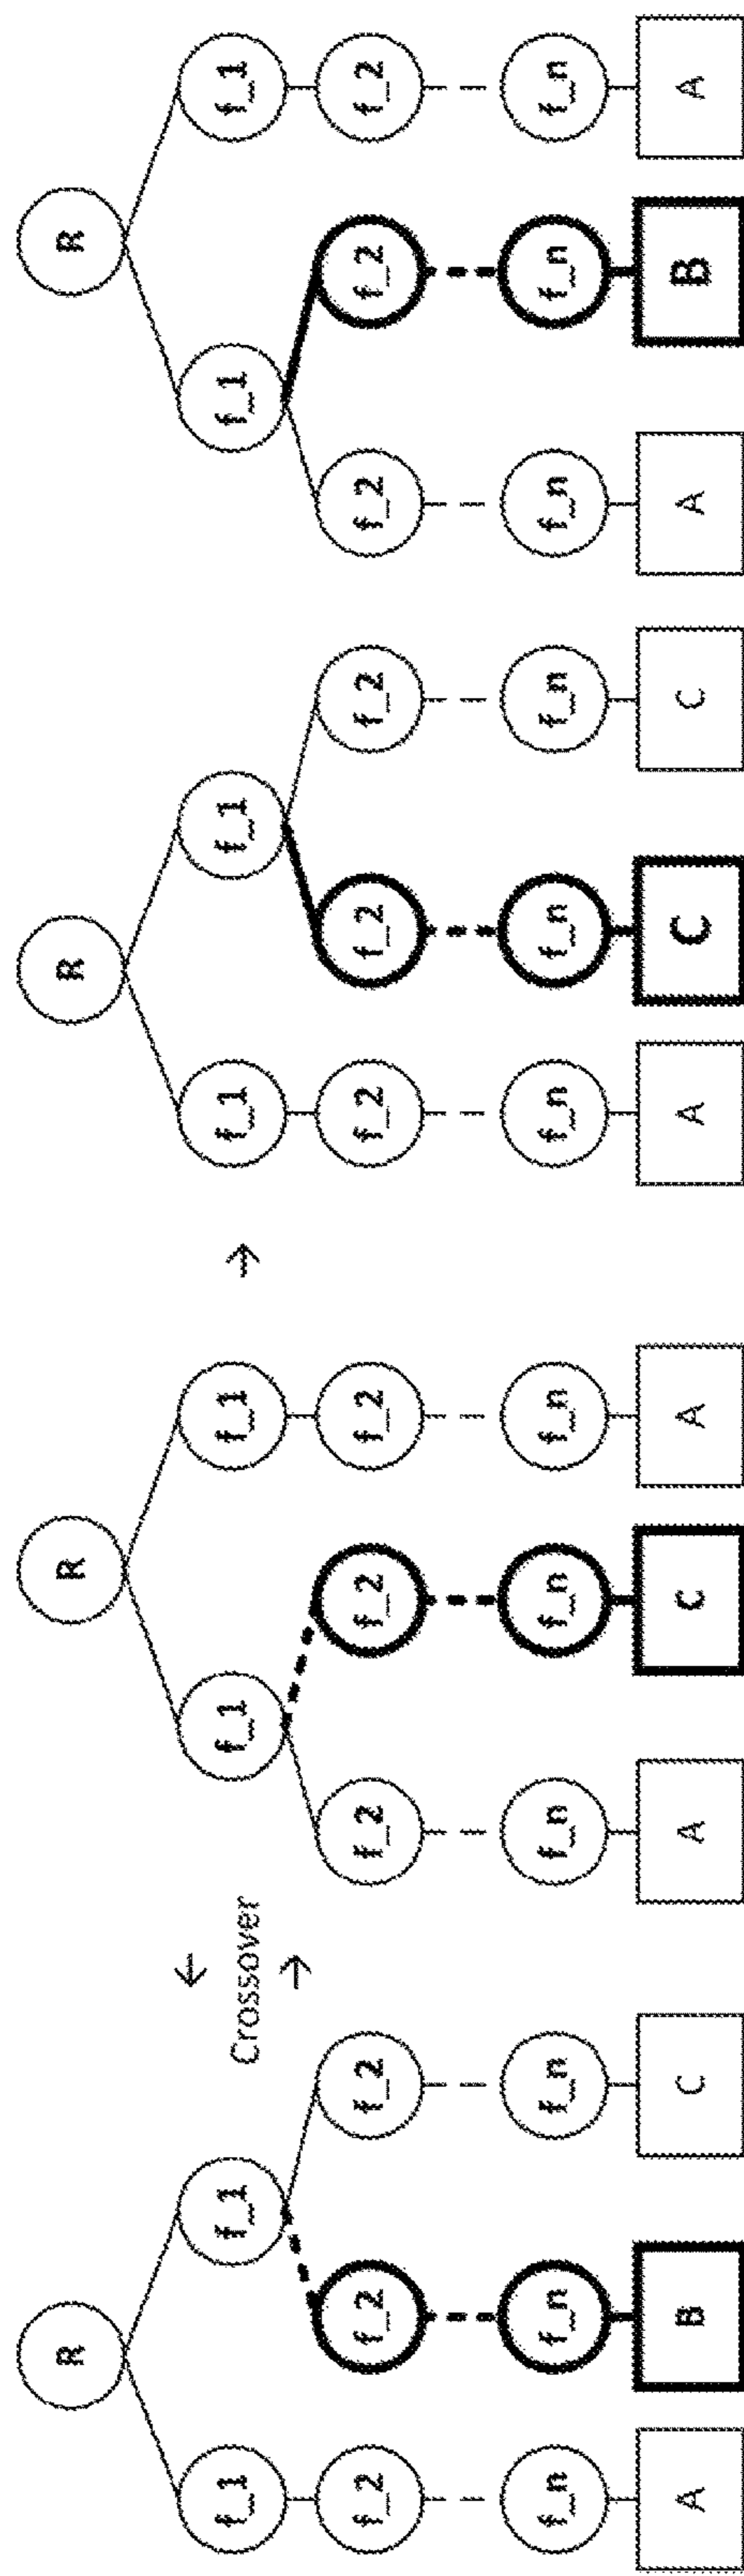 R R R R
←
f_1 f_1 Crossover f_1 f_1 → f_1 f_1 f_1 f_1
→
f_2 f_2 f_2 f_2 f_2 f_2 f_2 f_2 f_2 f_2 f_2 f_2
f_n f_n f_n f_n f_n f_n f_n f_n f_n f_n f_n f_n
A B C A C A A C C A B A